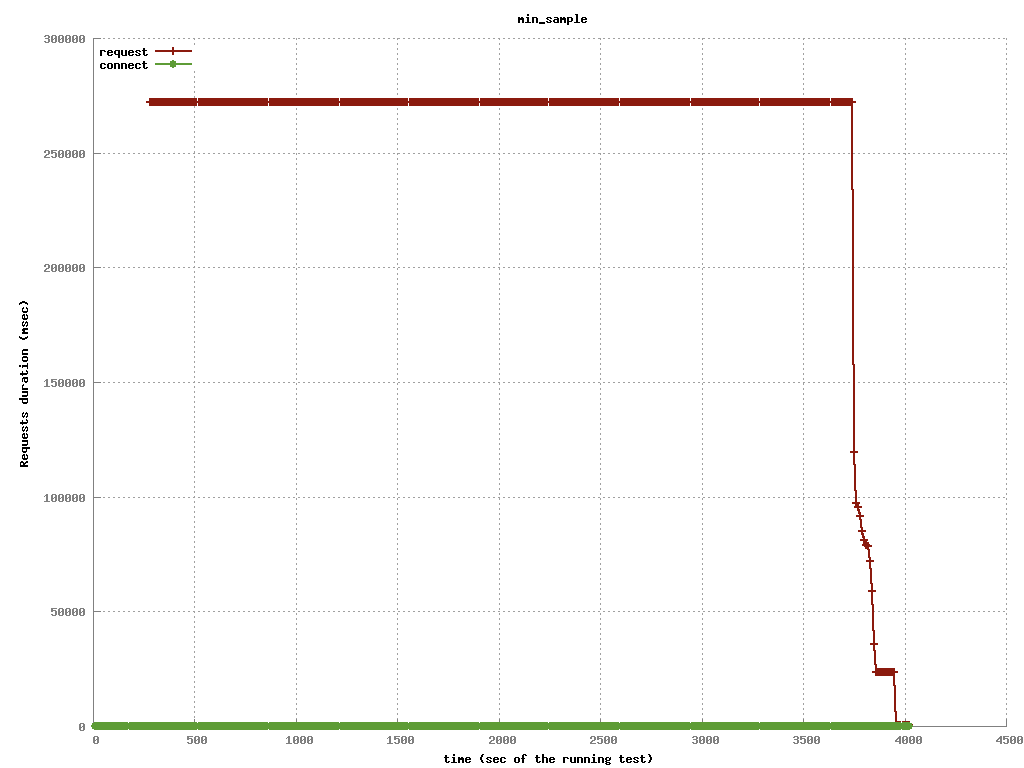 min_sample
300000
request
connect
250000
200000
150000
100000
50000
0
Requests duration (msec)
0 500 1000 1500 2000 2500 3000 3500 4000 4500
time (sec of the running test)